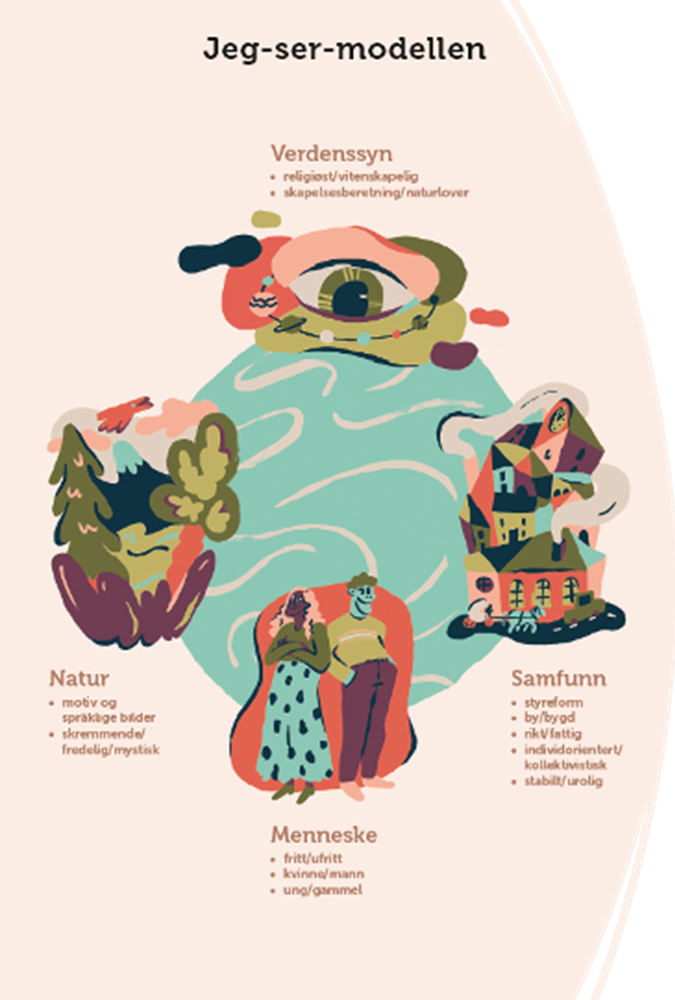 Jeg-ser-modellen
Verdenssyn
• religiøst/vitenskapelig
• skapelsesberetning/naturlover
Natur
• motiv og
språklige bilder
• skremmende/
fredelig/mystisk
Samfunn
• styreform
• by/bygd
• rikt/fattig
• individorientert/
kollektivistisk
• stabilt/urolig
Menneske
• fritt/ufritt
• kvinne/mann
• ung/gammel